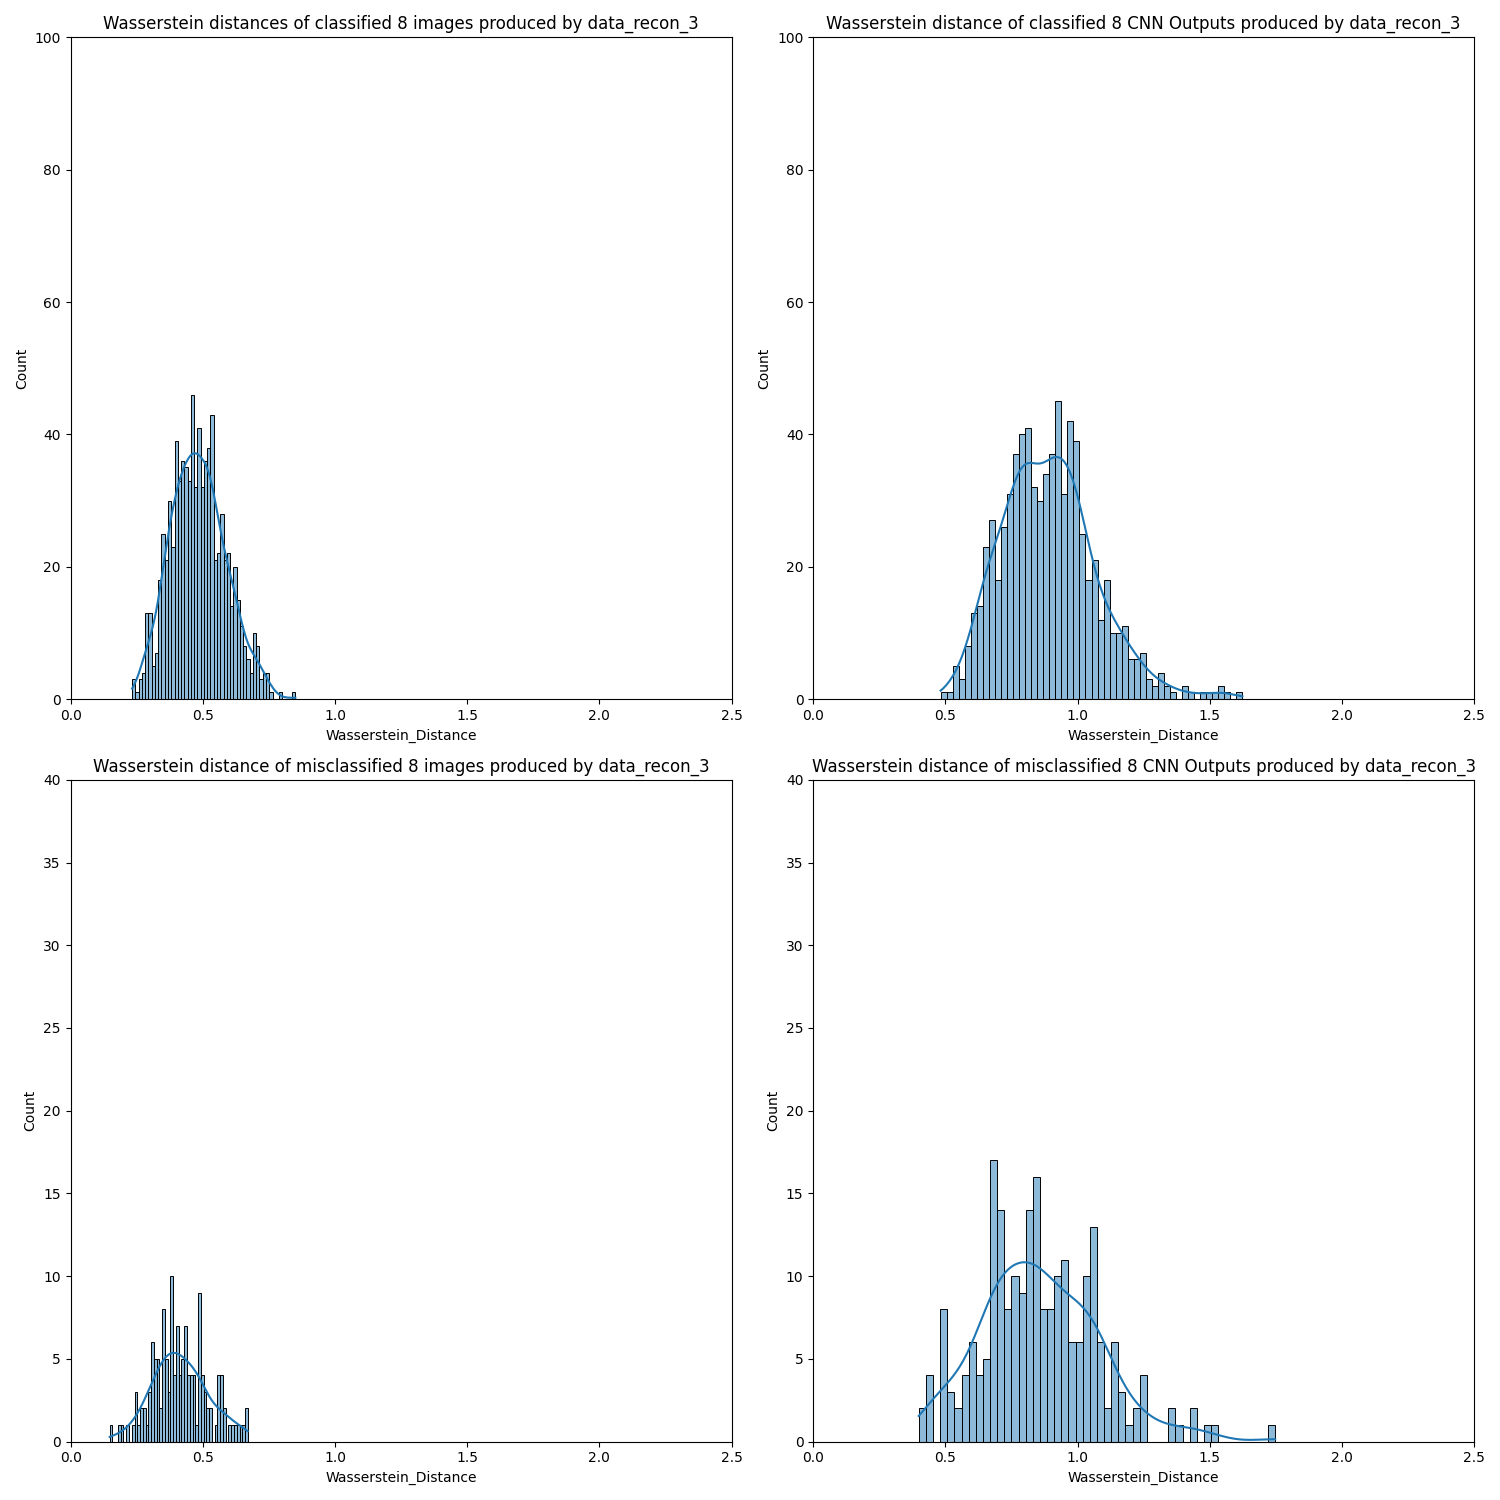 Wasserstein distances of classified 8 images produced by data_recon_3
100
80
60
40
20
0
Count
0.0 0.5 1.0 1.5 2.0 2.5
Wasserstein_Distance
Wasserstein distance of classified 8 CNN Outputs produced by data_recon_3
100
80
60
40
20
0
Count
0.0 0.5 1.0 1.5 2.0 2.5
Wasserstein_Distance
Wasserstein distance of misclassified 8 images produced by data_recon_3
40
35
30
25
20
15
10
5
0
Count
0.0 0.5 1.0 1.5 2.0 2.5
Wasserstein_Distance
Wasserstein distance of misclassified 8 CNN Outputs produced by data_recon_3
40
35
30
25
20
15
10
5
0
Count
0.0 0.5 1.0 1.5 2.0 2.5
Wasserstein_Distance